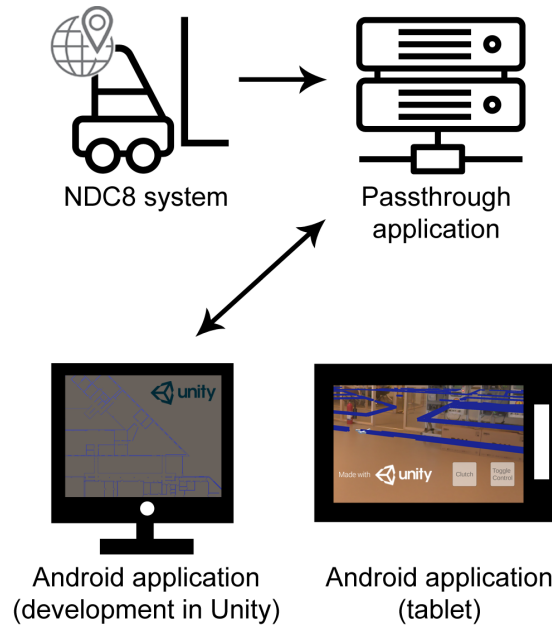 NDC8 system
Passthrough
application
unity
Made with unity
Clutch
Toggle
Control
Android application
(development in Unity)
Android application
(tablet)